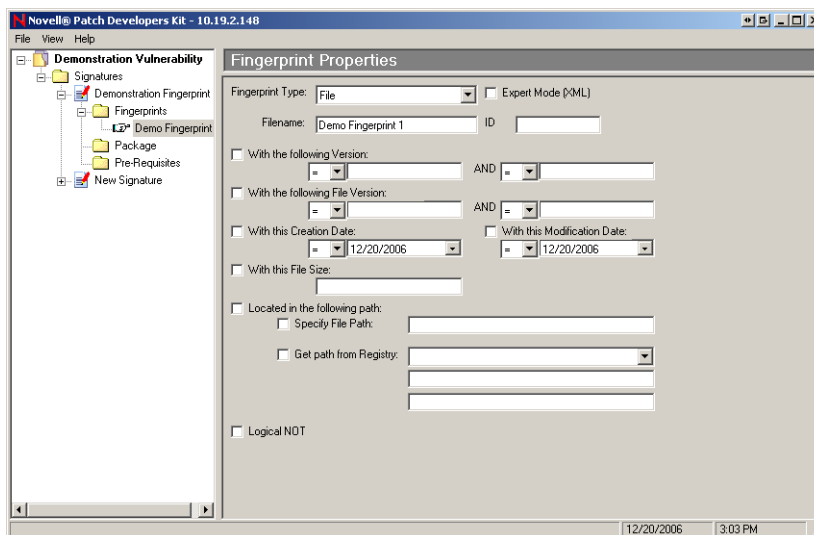 Novell® Patch Developers Kit - 10.19.2.148
File View Help
Demonstration Vulnerability
Signatures
Demonstration Fingerprint
Fingerprints
Demo Fingerprint
Package
Pre-Requisites
New Signature
Fingerprint Properties
Fingerprint Type: File Expert Mode (XML)
Filename: Demo Fingerprint 1 ID
With the following Version:
= AND =
With the following File Version:
= AND =
With this Creation Date: With this Modification Date:
= 12/20/2006 = 12/20/2006
With this File Size:
Located in the following path:
Specify File Path:
Get path from Registry:
Logical NOT
12/20/2006 3:03 PM